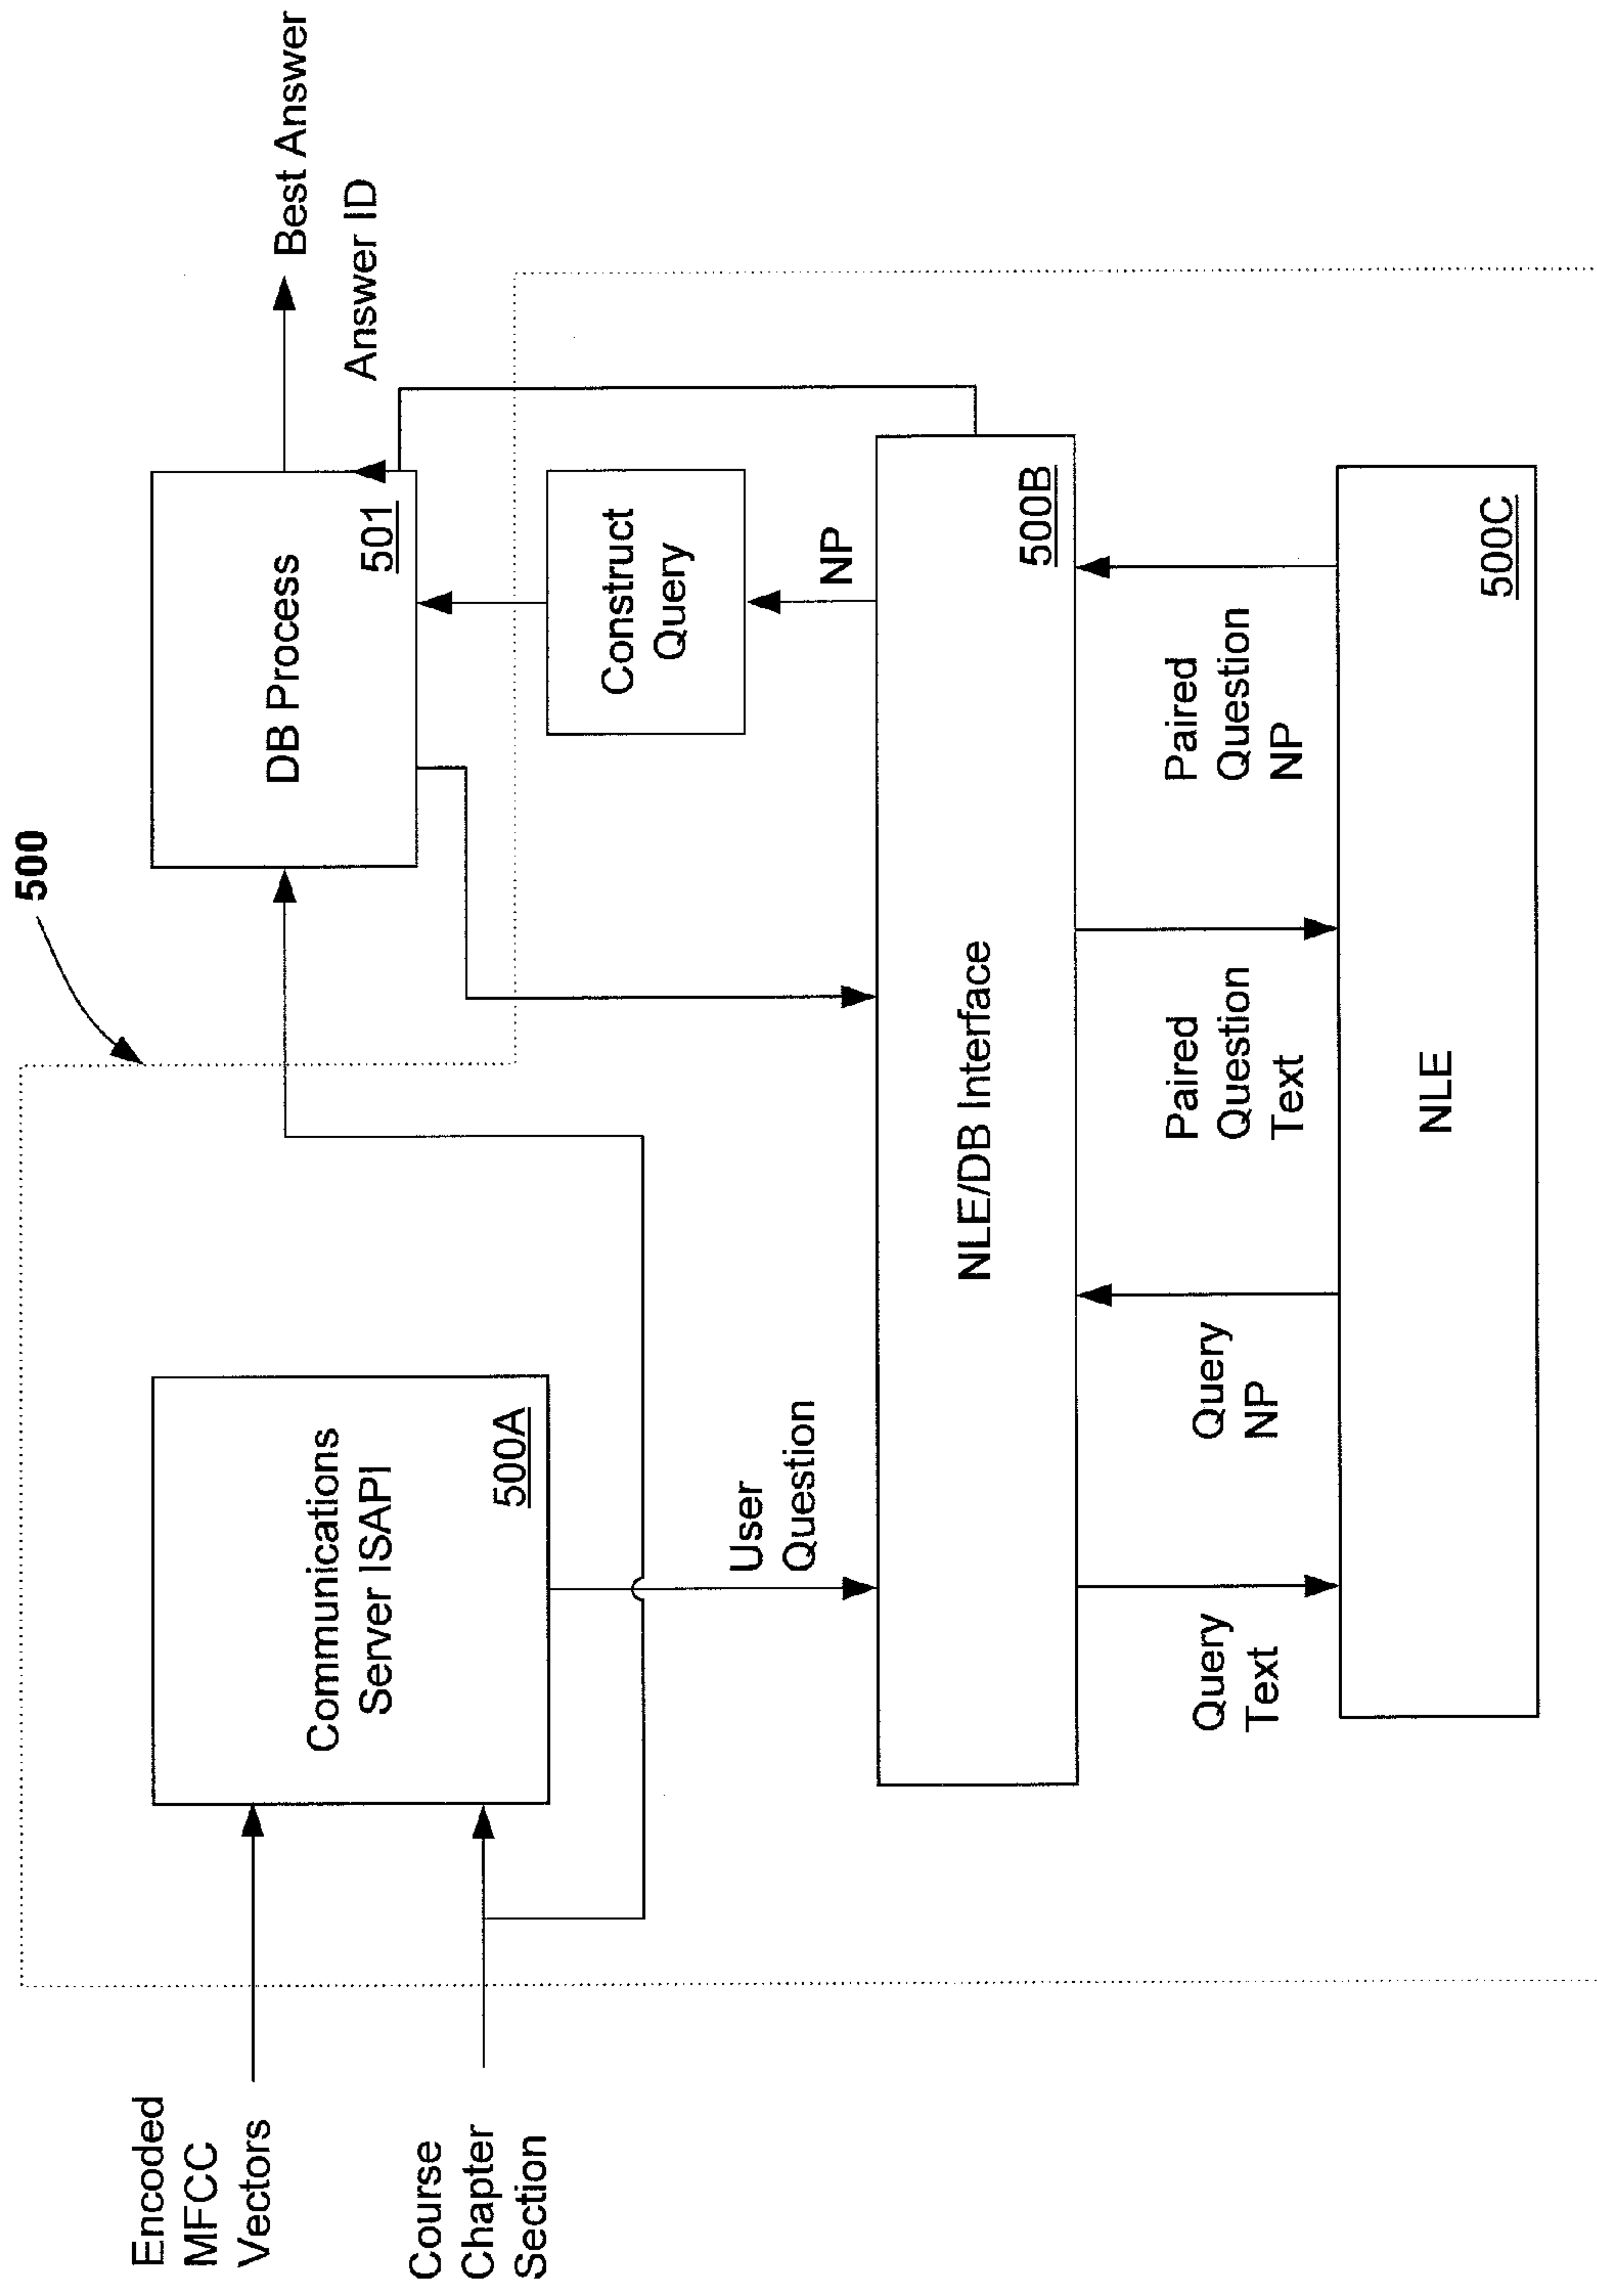 500
Encoded
MFCC
Vectors
Course
Chapter
Section
Communications
Server ISAPI
500A
DB Process
501
Best Answer
Answer ID
Construct
Query
NP
User
Question
NLE/DB Interface
500B
Query
Text
Query
NP
Paired
Question
Text
Paired
Question
NP
NLE
500C